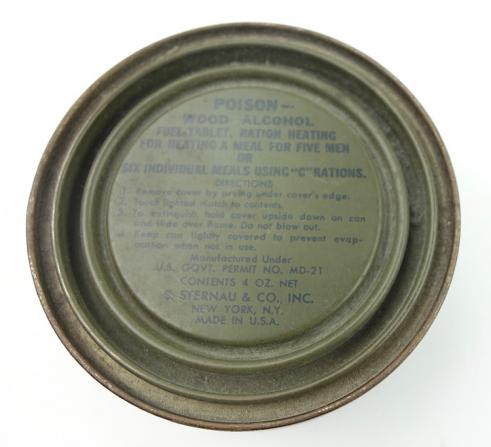 POISON—
WOOD ALCOHOL
FUEL TABLET, RATION HEATING
FOR HEATING A MEAL FOR FIVE MEN
OR
SIX INDIVIDUAL MEALS USING "C" RATIONS.
DIRECTIONS
1. Remove cover by prying under cover's edge.
2. Touch lighted match to contents.
3. To extinguish, hold cover upside down on can
and slide over flame. Do not blow out.
4. Keep can tightly covered to prevent evap-
oration when not in use.
Manufactured Under
U.S. GOVT. PERMIT NO. MD-21
CONTENTS 4 OZ. NET
S. STERNAU & CO., INC.
NEW YORK, N.Y.
MADE IN U.S.A.